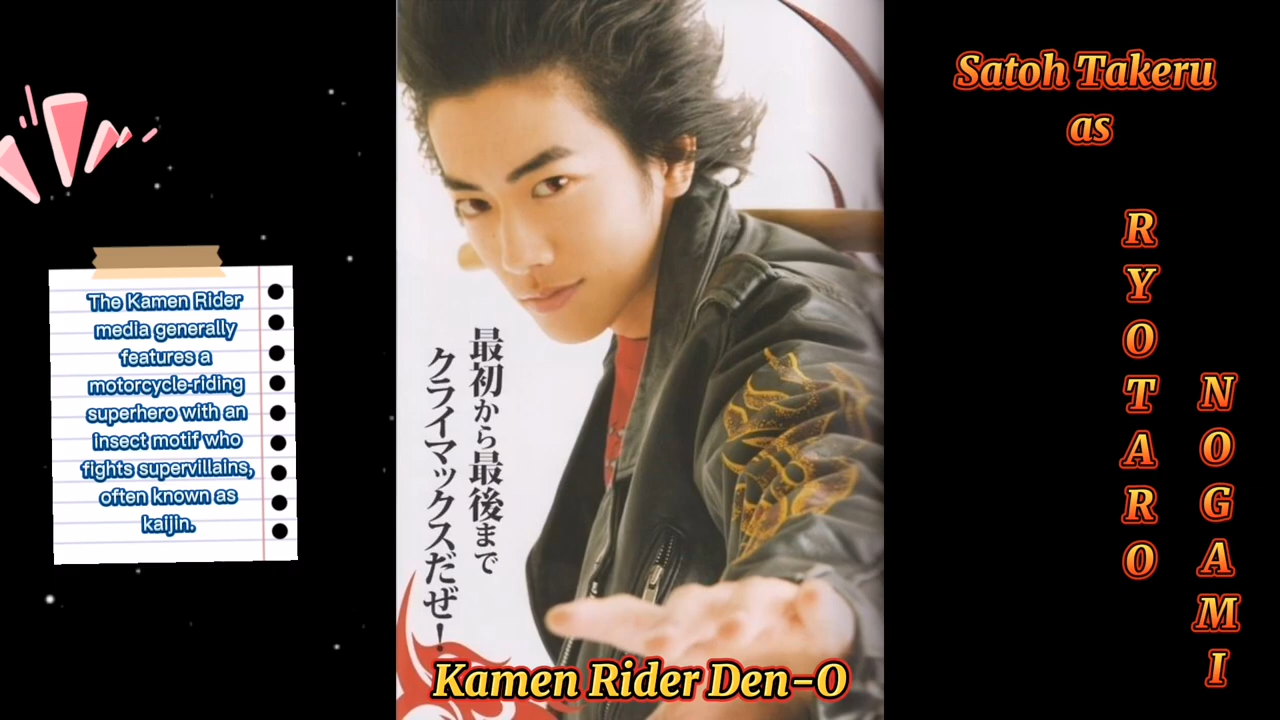 The Kamen Rider
media generally
features a
motorcycle-riding
superhero with an
insect motif who
fights supervillains,
often known as
kaijin.
最初から最後まで
クライマックスだぜ！
Kamen Rider Den-O
Satoh Takeru
as
RYOTARO
NOGAMI